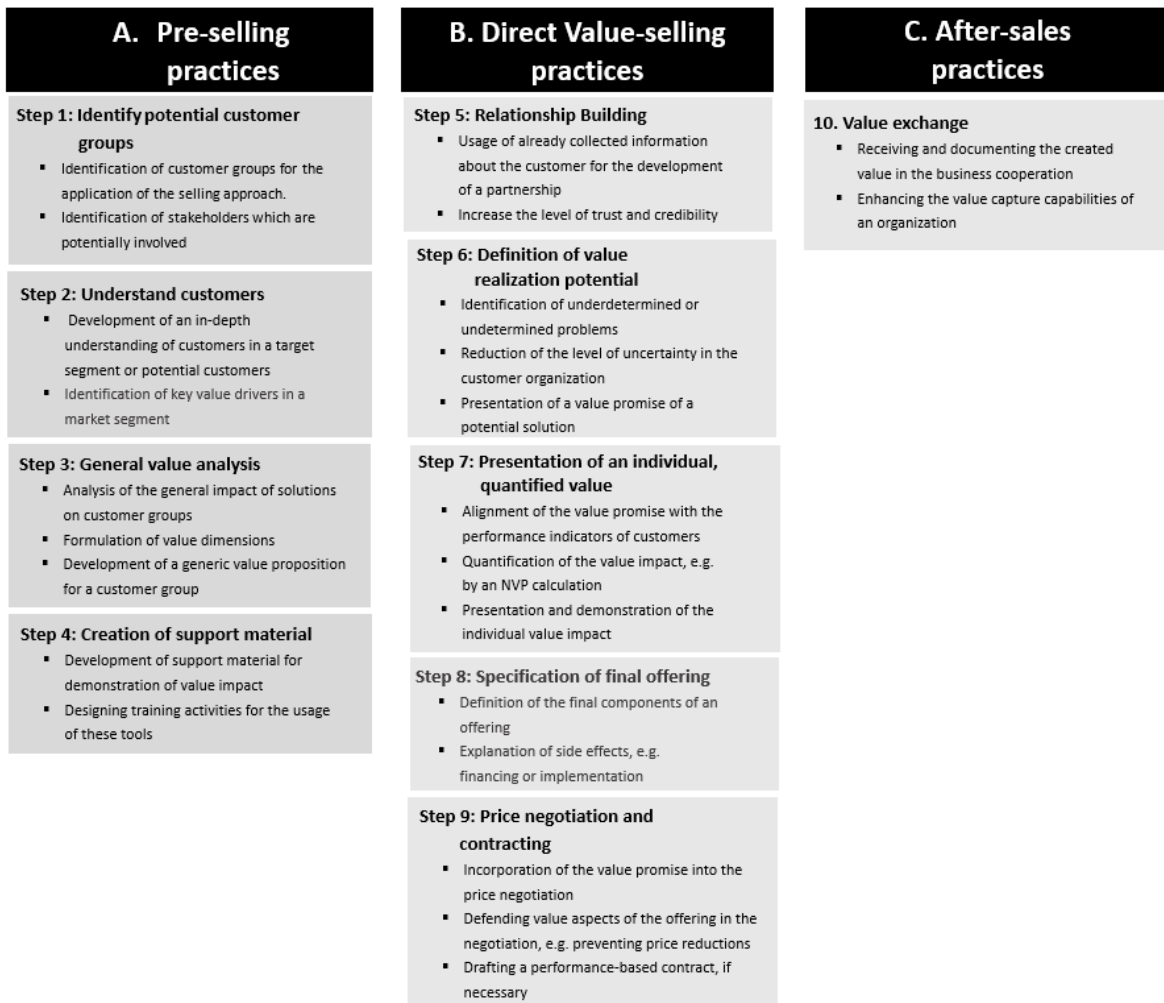 A. Pre-selling
practices
Step 1: Identify potential customer
groups
▪ Identification of customer groups for the
application of the selling approach.
▪ Identification of stakeholders which are
potentially involved
Step 2: Understand customers
▪ Development of an in-depth
understanding of customers in a target
segment or potential customers
▪ Identification of key value drivers in a
market segment
Step 3: General value analysis
▪ Analysis of the general impact of solutions
on customer groups
▪ Formulation of value dimensions
▪ Development of a generic value proposition
for a customer group
Step 4: Creation of support material
▪ Development of support material for
demonstration of value impact
▪ Designing training activities for the usage
of these tools
B. Direct Value-selling
practices
Step 5: Relationship Building
▪ Usage of already collected information
about the customer for the development
of a partnership
▪ Increase the level of trust and credibility
Step 6: Definition of value
realization potential
▪ Identification of underdetermined or
undetermined problems
▪ Reduction of the level of uncertainty in the
customer organization
▪ Presentation of a value promise of a
potential solution
Step 7: Presentation of an individual,
quantified value
▪ Alignment of the value promise with the
performance indicators of customers
▪ Quantification of the value impact, e.g.
by an NVP calculation
▪ Presentation and demonstration of the
individual value impact
Step 8: Specification of final offering
▪ Definition of the final components of an
offering
▪ Explanation of side effects, e.g.
financing or implementation
Step 9: Price negotiation and
contracting
▪ Incorporation of the value promise into the
price negotiation
▪ Defending value aspects of the offering in the
negotiation, e.g. preventing price reductions
▪ Drafting a performance-based contract, if
necessary
C. After-sales
practices
10. Value exchange
▪ Receiving and documenting the created
value in the business cooperation
▪ Enhancing the value capture capabilities of
an organization